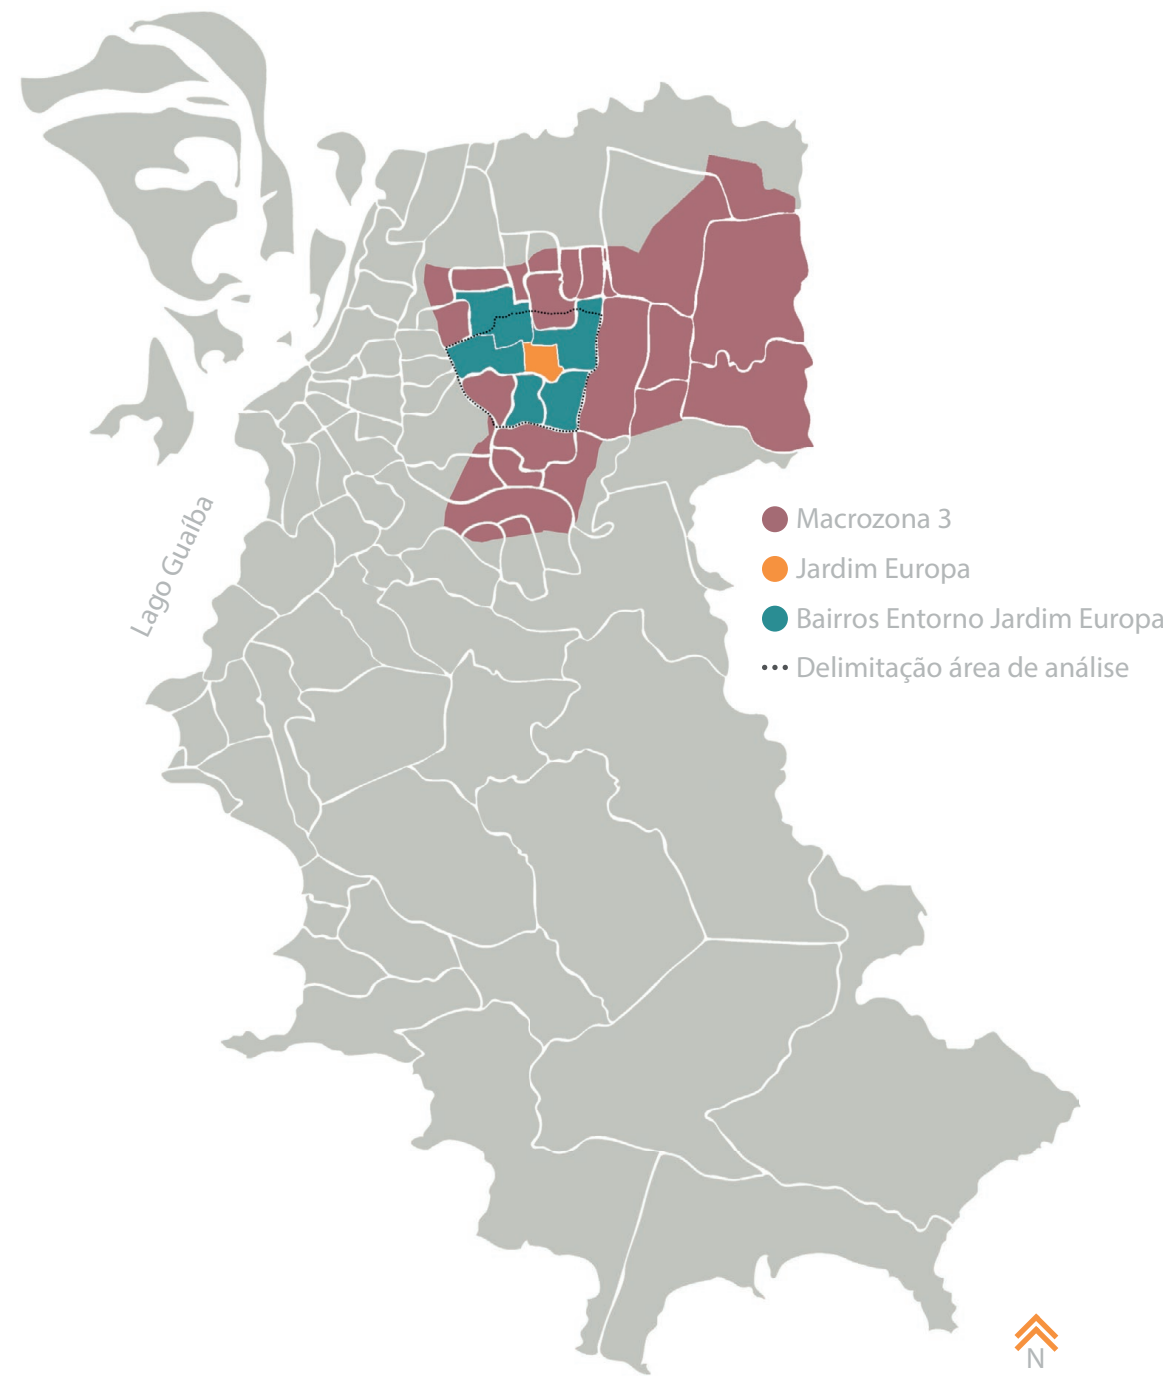 Macrozona 3
Jardim Europa
Bairros Entorno Jardim Europa
Delimitação área de análise
Lago Guaíba
N